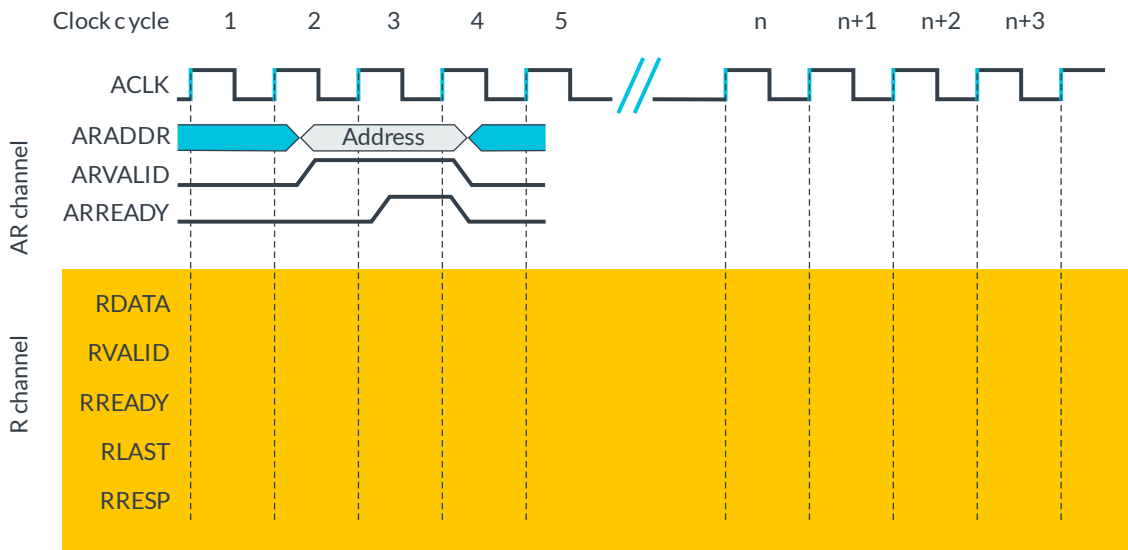 Clock cycle 1 2 3 4 5 n n+1 n+2 n+3
ACLK
AR channel
ARADDR Address
ARVALID
ARREADY
R channel
RDATA
RVALID
RREADY
RLAST
RRESP